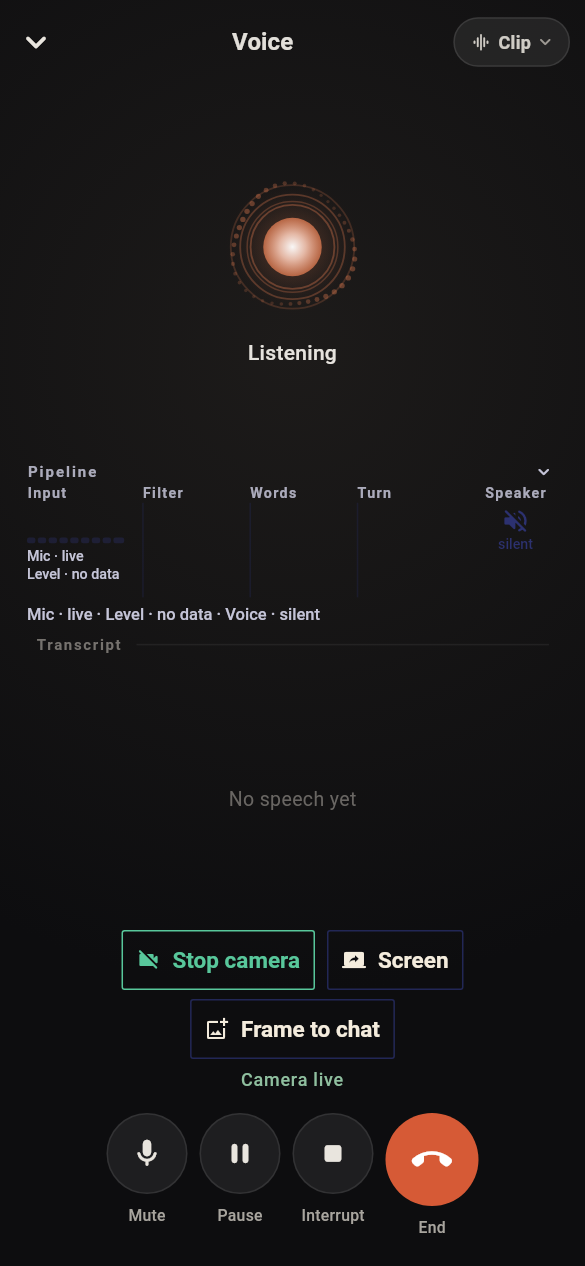 Voice
Clip
Listening
Pipeline
Input Filter Words Turn Speaker
silent
Mic · live
Level · no data
Mic · live · Level · no data · Voice · silent
Transcript
No speech yet
Stop camera
Screen
Frame to chat
Camera live
Mute Pause Interrupt End